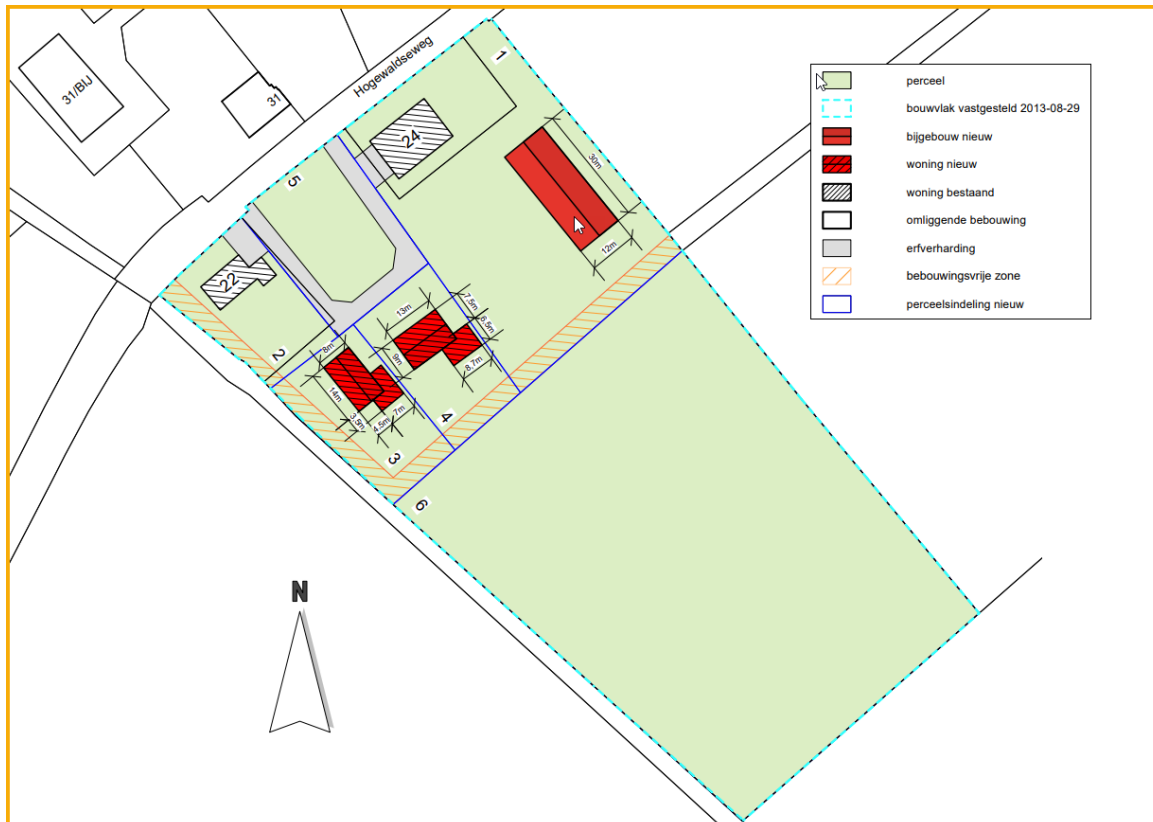 31/BIJ
31
Hogewaldseweg
1
24
5
30m
12m
22
2
7,5m
13m
6,5m
8m
9m
8,7m
14m
4
3,5m
7m
4,5m
3
6
N
perceel
bouwvlak vastgesteld 2013-08-29
bijgebouw nieuw
woning nieuw
woning bestaand
omliggende bebouwing
erfverharding
bebouwingsvrije zone
perceelsindeling nieuw